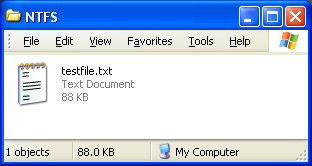 NTFS
File Edit View Favorites Tools Help
testfile.txt
Text Document
88 KB
1 objects 88.0 KB My Computer